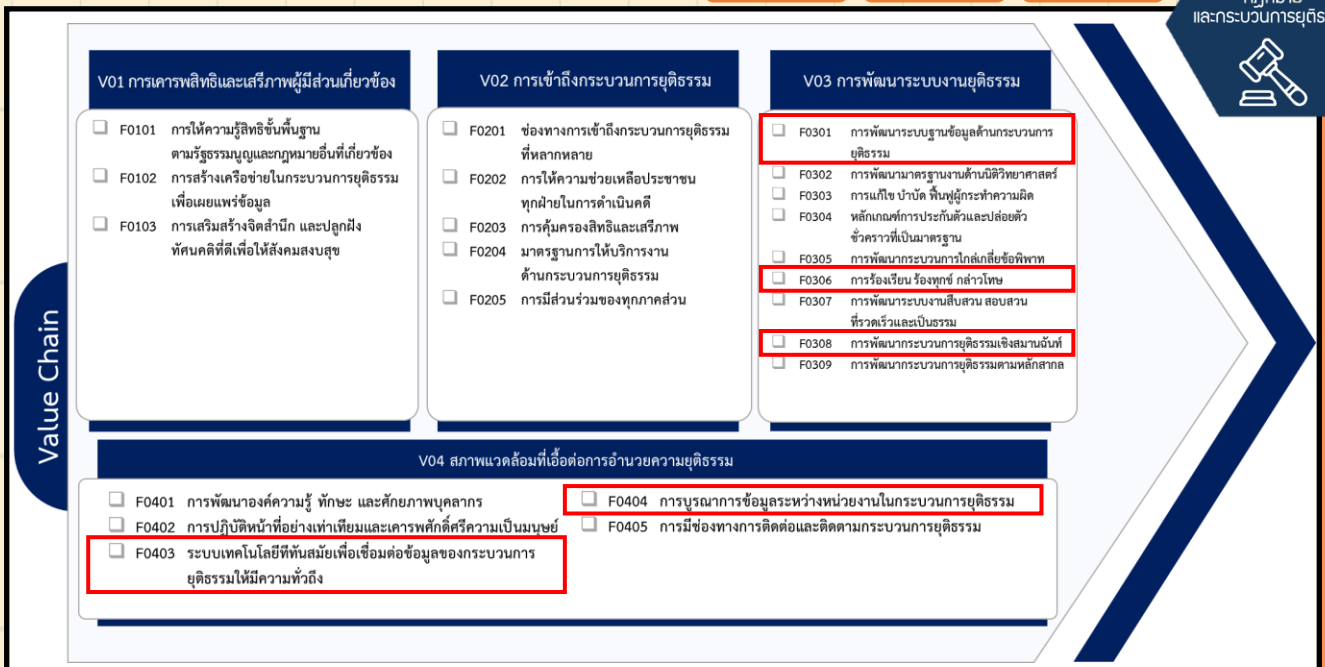 และกระบวนการยุติธ
Value Chain
V01 การเคารพสิทธิและเสรีภาพผู้มีส่วนเกี่ยวข้อง
F0101 การให้ความรู้สิทธิขั้นพื้นฐาน
ตามรัฐธรรมนูญและกฎหมายอื่นที่เกี่ยวข้อง
F0102 การสร้างเครือข่ายในกระบวนการยุติธรรม
เพื่อเผยแพร่ข้อมูล
F0103 การเสริมสร้างจิตสำนึก และปลูกฝัง
ทัศนคติที่ดีเพื่อให้สังคมสงบสุข
V02 การเข้าถึงกระบวนการยุติธรรม
F0201 ช่องทางการเข้าถึงกระบวนการยุติธรรม
ที่หลากหลาย
F0202 การให้ความช่วยเหลือประชาชน
ทุกฝ่ายในการดำเนินคดี
F0203 การคุ้มครองสิทธิและเสรีภาพ
F0204 มาตรฐานการให้บริการงาน
ด้านกระบวนการยุติธรรม
F0205 การมีส่วนร่วมของทุกภาคส่วน
V03 การพัฒนาระบบงานยุติธรรม
F0301 การพัฒนาระบบฐานข้อมูลด้านกระบวนการ
ยุติธรรม
F0302 การพัฒนามาตรฐานงานด้านนิติวิทยาศาสตร์
F0303 การแก้ไข บำบัด ฟื้นฟูผู้กระทำความผิด
F0304 หลักเกณฑ์การประกันตัวและปล่อยตัว
ชั่วคราวที่เป็นมาตรฐาน
F0305 การพัฒนากระบวนการไกล่เกลี่ยข้อพิพาท
F0306 การร้องเรียน ร้องทุกข์ กล่าวโทษ
F0307 การพัฒนาระบบงานสืบสวน สอบสวน
ที่รวดเร็วและเป็นธรรม
F0308 การพัฒนากระบวนการยุติธรรมเชิงสมานฉันท์
F0309 การพัฒนากระบวนการยุติธรรมตามหลักสากล
V04 สภาพแวดล้อมที่เอื้อต่อการอำนวยความยุติธรรม
F0401 การพัฒนาองค์ความรู้ ทักษะ และศักยภาพบุคลากร
F0402 การปฏิบัติหน้าที่อย่างเท่าเทียมและเคารพศักดิ์ศรีความเป็นมนุษย์
F0403 ระบบเทคโนโลยีที่ทันสมัยเพื่อเชื่อมต่อข้อมูลของกระบวนการ
ยุติธรรมให้มีความทั่วถึง
F0404 การบูรณาการข้อมูลระหว่างหน่วยงานในกระบวนการยุติธรรม
F0405 การมีช่องทางการติดต่อและติดตามกระบวนการยุติธรรม